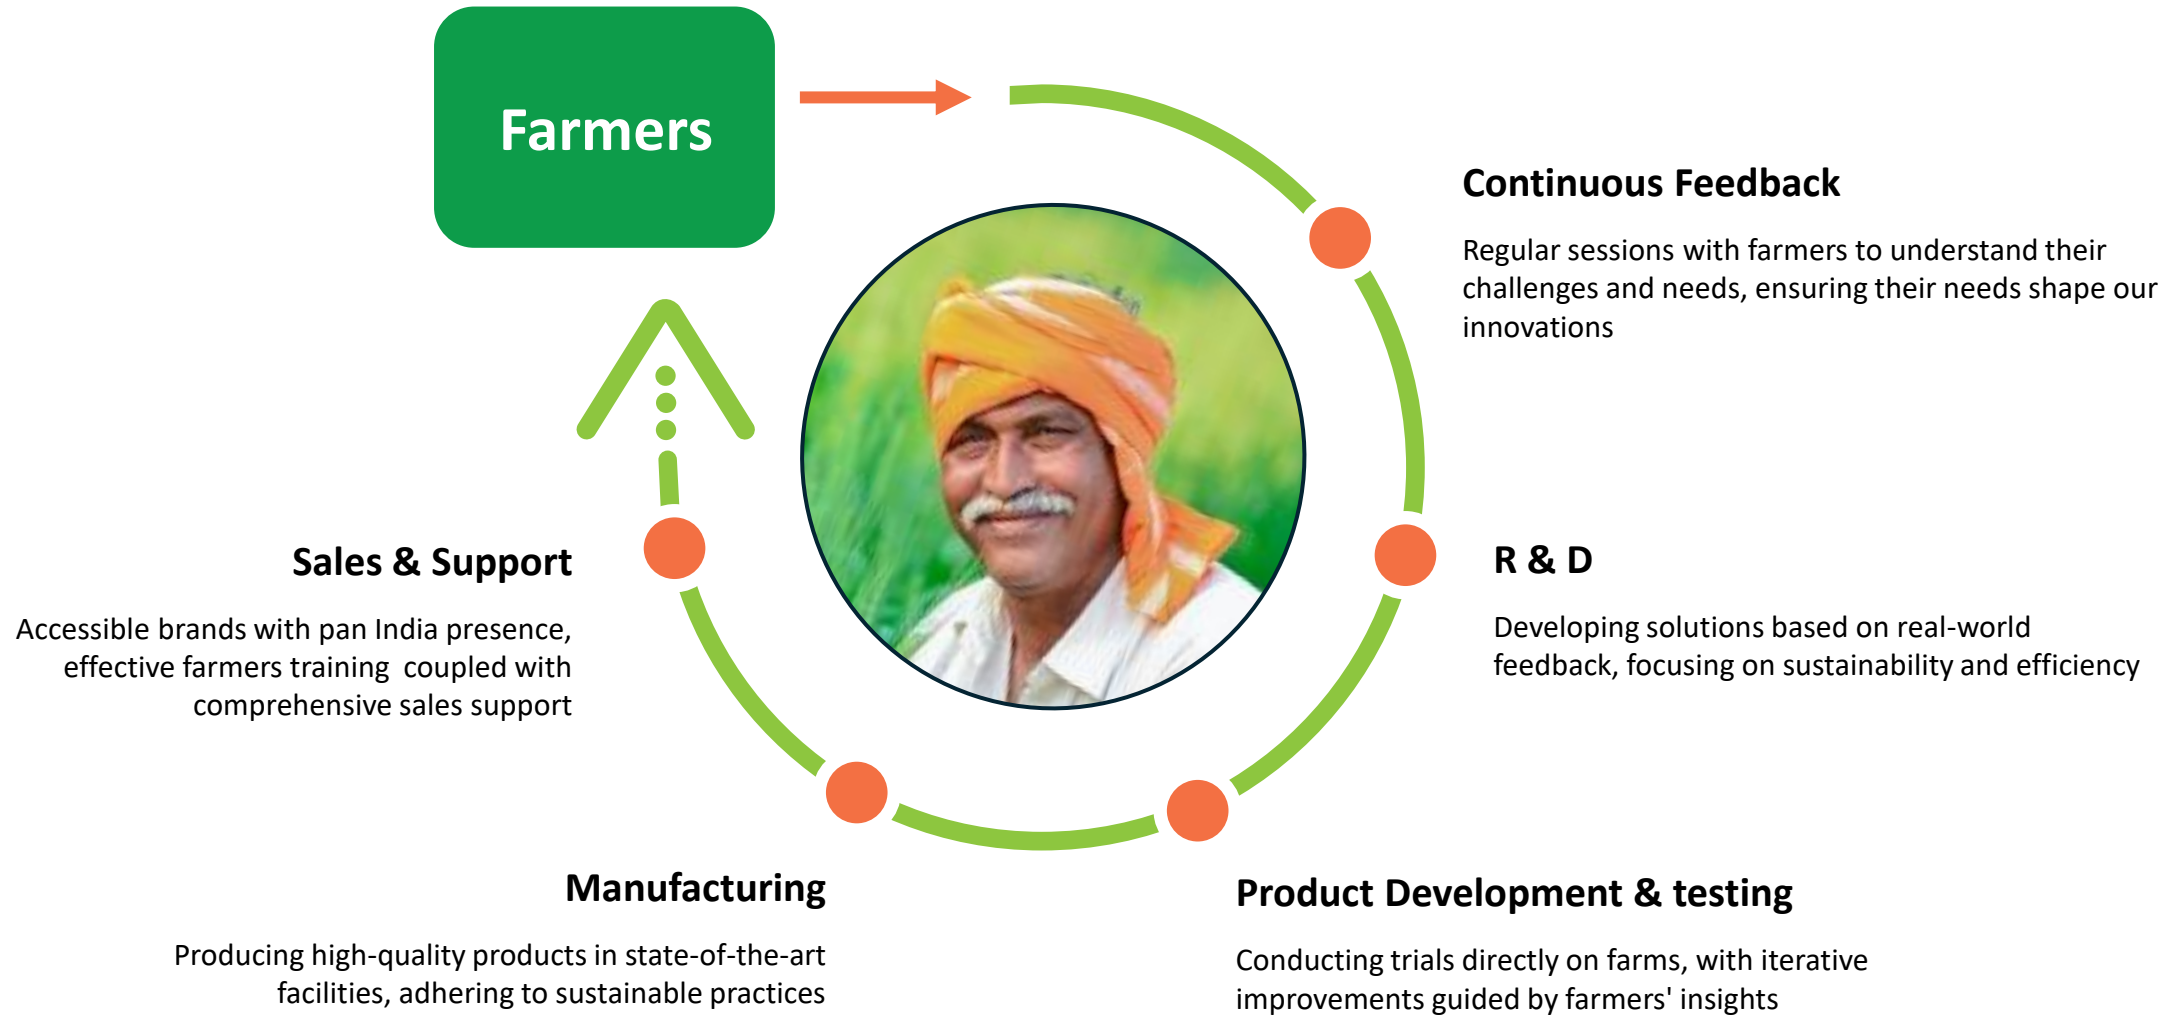 Farmers
Continuous Feedback
Regular sessions with farmers to understand their
challenges and needs, ensuring their needs shape our
innovations
R & D
Developing solutions based on real-world
feedback, focusing on sustainability and efficiency
Product Development & testing
Conducting trials directly on farms, with iterative
improvements guided by farmers' insights
Manufacturing
Producing high-quality products in state-of-the-art
facilities, adhering to sustainable practices
Sales & Support
Accessible brands with pan India presence,
effective farmers training  coupled with
comprehensive sales support